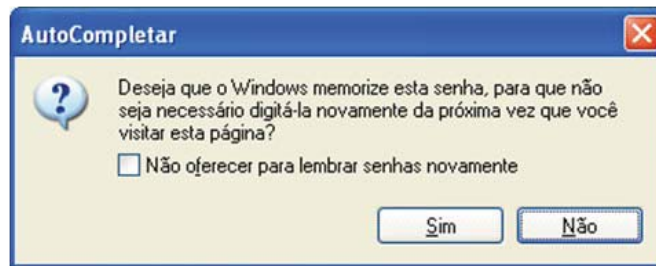 AutoCompletar
Deseja que o Windows memorize esta senha, para que não
seja necessário digitá-la novamente da próxima vez que você
visitar esta página?
Não oferecer para lembrar senhas novamente
Sim
Não